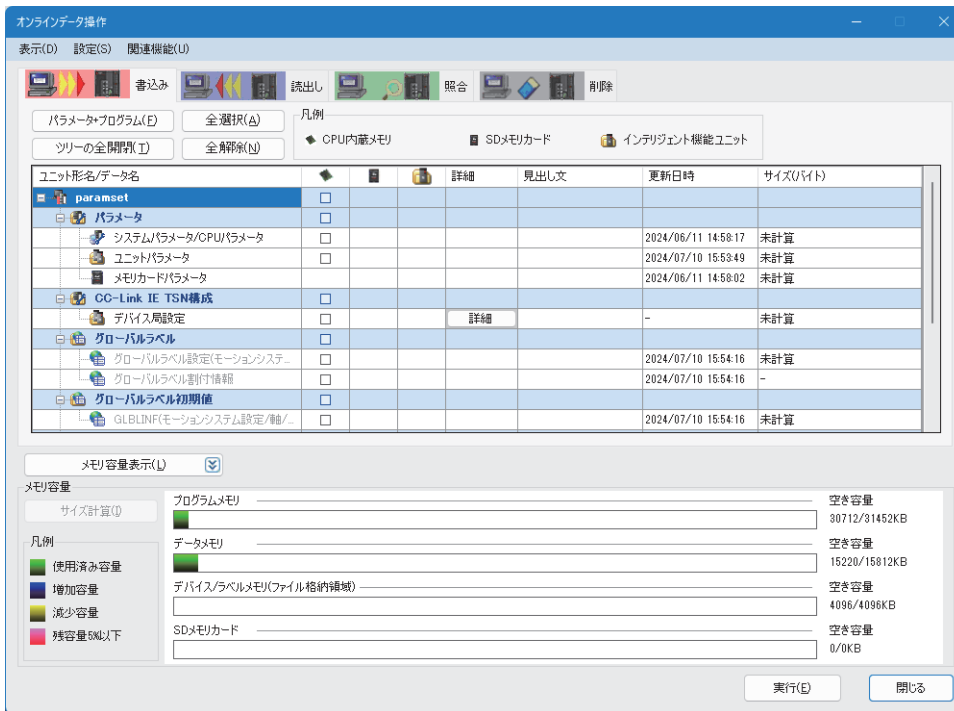 オンラインデータ操作
表示(D) 設定(S) 関連機能(U)
書込み 読出し 照合 削除
パラメータ+プログラム(F) 全選択(A)
ツリーの全開閉(T) 全解除(N)
凡例
CPU内蔵メモリ SDメモリカード インテリジェント機能ユニット
ユニット形名/データ名 詳細 見出し文 更新日時 サイズ(バイト)
paramset
パラメータ
システムパラメータ/CPUパラメータ 2024/06/11 14:58:17 未計算
ユニットパラメータ 2024/07/10 15:53:49 未計算
メモリカードパラメータ 2024/06/11 14:58:02 未計算
CC-Link IE TSN構成
デバイス局設定 詳細 - 未計算
グローバルラベル
グローバルラベル設定(モーションシステ... 2024/07/10 15:54:16 未計算
グローバルラベル割付情報 2024/07/10 15:54:16 -
グローバルラベル初期値
GLBLINF(モーションシステム設定/軸/... 2024/07/10 15:54:16 未計算
メモリ容量表示(L)
メモリ容量
サイズ計算(I)
凡例
使用済み容量
増加容量
減少容量
残容量5%以下
プログラムメモリ 空き容量
30712/31452KB
データメモリ 空き容量
15220/15812KB
デバイス/ラベルメモリ(ファイル格納領域) 空き容量
4096/4096KB
SDメモリカード 空き容量
0/0KB
実行(E) 閉じる